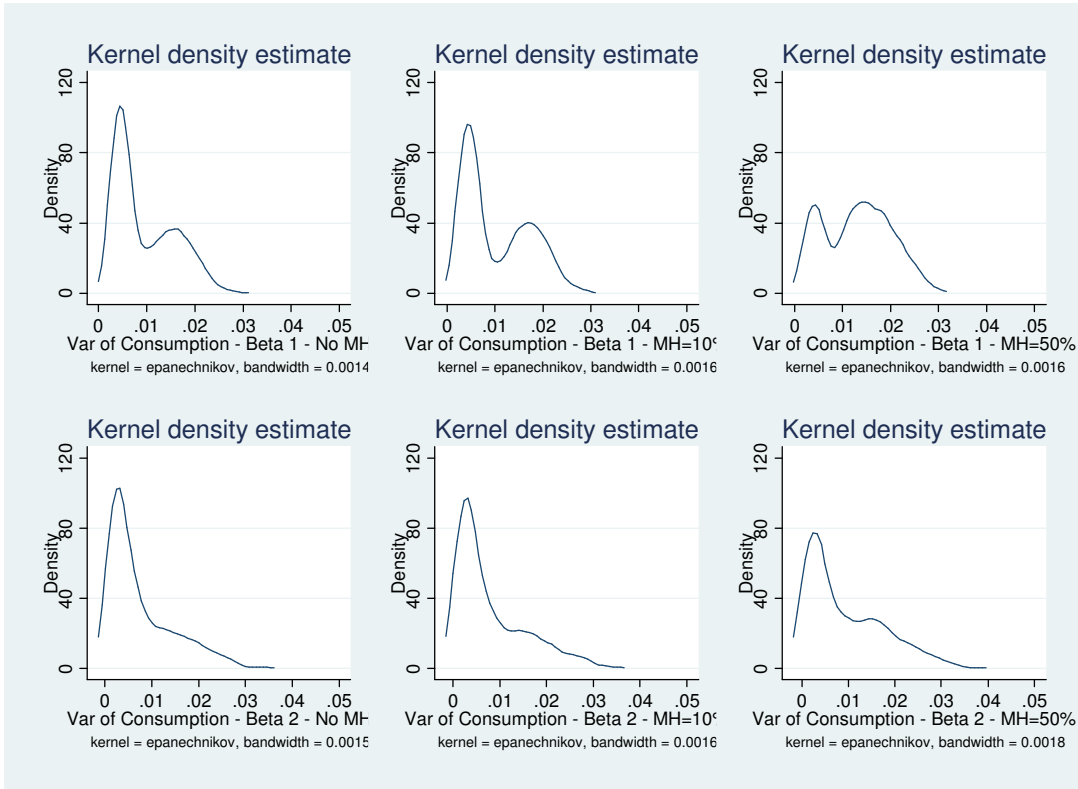 Kernel density estimate
Density
120
80
40
0
0 .01 .02 .03 .04 .05
Var of Consumption - Beta 1 - No MH
kernel = epanechnikov, bandwidth = 0.0014
Kernel density estimate
Density
120
80
40
0
0 .01 .02 .03 .04 .05
Var of Consumption - Beta 1 - MH=10%
kernel = epanechnikov, bandwidth = 0.0016
Kernel density estimate
Density
120
80
40
0
0 .01 .02 .03 .04 .05
Var of Consumption - Beta 1 - MH=50%
kernel = epanechnikov, bandwidth = 0.0016
Kernel density estimate
Density
120
80
40
0
0 .01 .02 .03 .04 .05
Var of Consumption - Beta 2 - No MH
kernel = epanechnikov, bandwidth = 0.0015
Kernel density estimate
Density
120
80
40
0
0 .01 .02 .03 .04 .05
Var of Consumption - Beta 2 - MH=10%
kernel = epanechnikov, bandwidth = 0.0016
Kernel density estimate
Density
120
80
40
0
0 .01 .02 .03 .04 .05
Var of Consumption - Beta 2 - MH=50%
kernel = epanechnikov, bandwidth = 0.0018